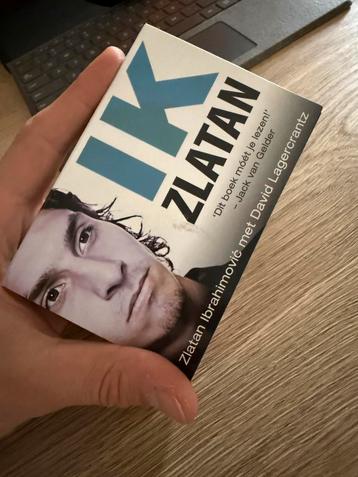 IK
ZLATAN
‘Dit boek móét je lezen!’
– Jack van Gelder
Zlatan Ibrahimović met David Lagercrantz